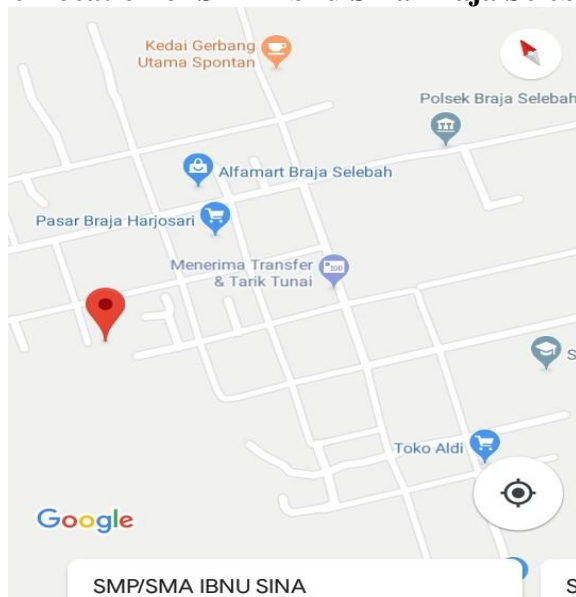 Kedai Gerbang
Utama Spontan
Polsek Braja Selebah
Alfamart Braja Selebah
Pasar Braja Harjosari
Menerima Transfer
& Tarik Tunai
100
S
Toko Aldi
Google
SMP/SMA IBNU SINA
S